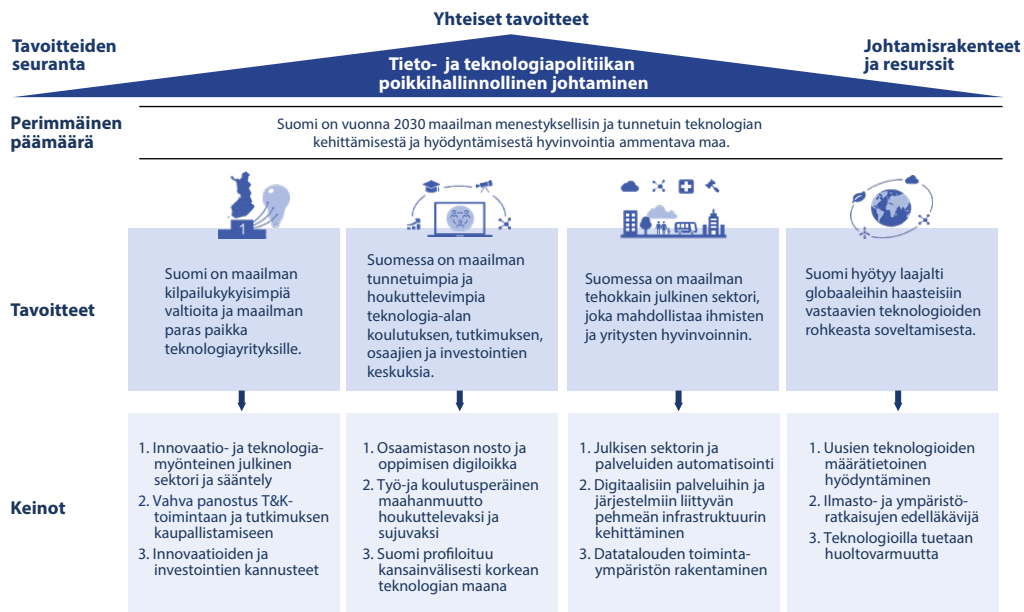 Yhteiset tavoitteet
Tavoitteiden
seuranta
Johtamisrakenteet
ja resurssit
Tieto- ja teknologiapolitiikan
poikkihallinnollinen johtaminen
Perimmäinen
päämäärä
Suomi on vuonna 2030 maailman menestyksellisin ja tunnetuin teknologian
kehittämisestä ja hyödyntämisestä hyvinvointia ammentava maa.
1
Tavoitteet
Suomi on maailman
kilpailukykyisimpiä
valtioita ja maailman
paras paikka
teknologiayrityksille.
Suomessa on maailman
tunnetuimpia ja
houkuttelevimpia
teknologia-alan
koulutuksen, tutkimuksen,
osaajien ja investointien
keskuksia.
Suomessa on maailman
tehokkain julkinen sektori,
joka mahdollistaa ihmisten
ja yritysten hyvinvoinnin.
Suomi hyötyy laajalti
globaaleihin haasteisiin
vastaavien teknologioiden
rohkeasta soveltamisesta.
Keinot
1. Innovaatio- ja teknologia-
myönteinen julkinen
sektori ja sääntely
2. Vahva panostus T&K-
toimintaan ja tutkimuksen
kaupallistamiseen
3. Innovaatioiden ja
investointien kannusteet
1. Osaamistason nosto ja
oppimisen digiloikka
2. Työ-ja koulutusperäinen
maahanmuutto
houkuttelevaksi ja
sujuvaksi
3. Suomi profiloituu
kansainvälisesti korkean
teknologian maana
1. Julkisen sektorin ja
palveluiden automatisointi
2. Digitaalisiin palveluihin ja
järjestelmiin liittyvän
pehmeän infrastruktuurin
kehittäminen
3. Datatalouden toiminta-
ympäristön rakentaminen
1. Uusien teknologioiden
määrätietoinen
hyödyntäminen
2. Ilmasto- ja ympäristö-
ratkaisujen edelläkävijä
3. Teknologioilla tuetaan
huoltovarmuutta